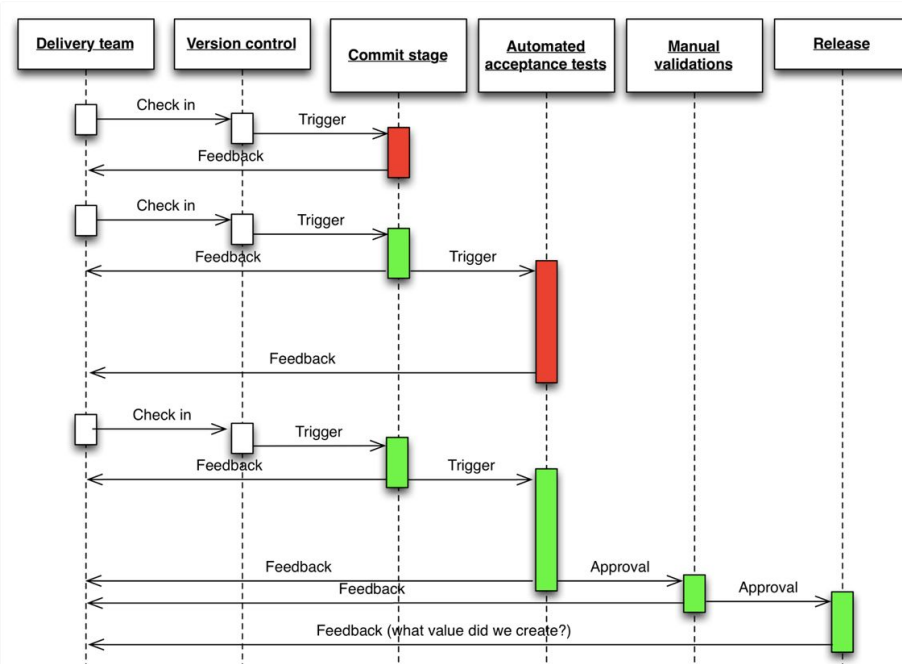 Delivery team
Version control
Commit stage
Automated
acceptance tests
Manual
validations
Release
Check in
Trigger
Feedback
Check in
Trigger
Feedback
Trigger
Feedback
Check in
Trigger
Feedback
Trigger
Feedback
Approval
Feedback
Approval
Feedback (what value did we create?)